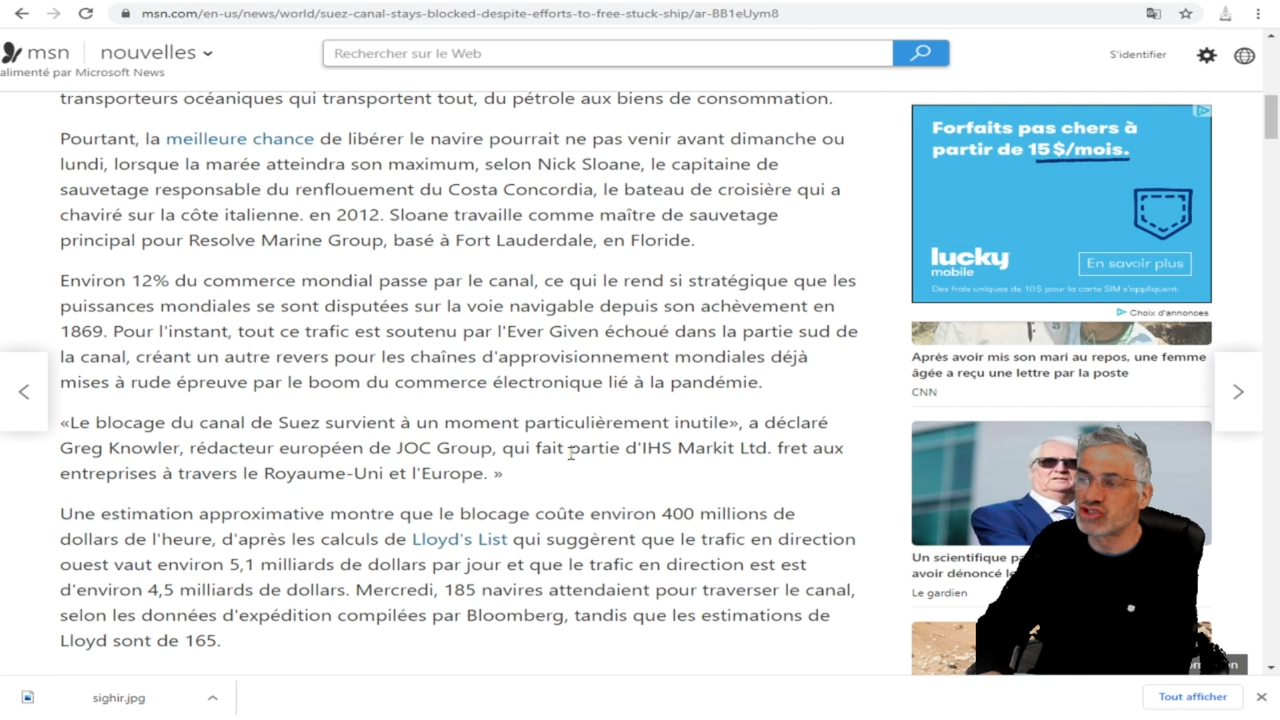 msn.com/en-us/news/world/suez-canal-stays-blocked-despite-efforts-to-free-stuck-ship/ar-BB1eUym8
msn
nouvelles
Rechercher sur le Web
S'identifier
alimenté par Microsoft News
transporteurs océaniques qui transportent tout, du pétrole aux biens de consommation.
Pourtant, la meilleure chance de libérer le navire pourrait ne pas venir avant dimanche ou
lundi, lorsque la marée atteindra son maximum, selon Nick Sloane, le capitaine de
sauvetage responsable du renflouement du Costa Concordia, le bateau de croisière qui a
chaviré sur la côte italienne. en 2012. Sloane travaille comme maître de sauvetage
principal pour Resolve Marine Group, basé à Fort Lauderdale, en Floride.
Environ 12% du commerce mondial passe par le canal, ce qui le rend si stratégique que les
puissances mondiales se sont disputées sur la voie navigable depuis son achèvement en
1869. Pour l'instant, tout ce trafic est soutenu par l'Ever Given échoué dans la partie sud de
la canal, créant un autre revers pour les chaînes d'approvisionnement mondiales déjà
mises à rude épreuve par le boom du commerce électronique lié à la pandémie.
«Le blocage du canal de Suez survient à un moment particulièrement inutile», a déclaré
Greg Knowler, rédacteur européen de JOC Group, qui fait partie d'IHS Markit Ltd. fret aux
entreprises à travers le Royaume-Uni et l'Europe. »
Une estimation approximative montre que le blocage coûte environ 400 millions de
dollars de l'heure, d'après les calculs de Lloyd's List qui suggèrent que le trafic en direction
ouest vaut environ 5,1 milliards de dollars par jour et que le trafic en direction est est
d'environ 4,5 milliards de dollars. Mercredi, 185 navires attendaient pour traverser le canal,
selon les données d'expédition compilées par Bloomberg, tandis que les estimations de
Lloyd sont de 165.
Forfaits pas chers à
partir de 15 $/mois.
lucky
mobile
En savoir plus
Des frais uniques de 10 $ pour la carte SIM s'appliquent.
Choix d'annonces
Après avoir mis son mari au repos, une femme
âgée a reçu une lettre par la poste
CNN
Un scientifique
avoir dénoncé
Le gardien
sighir.jpg
Tout afficher